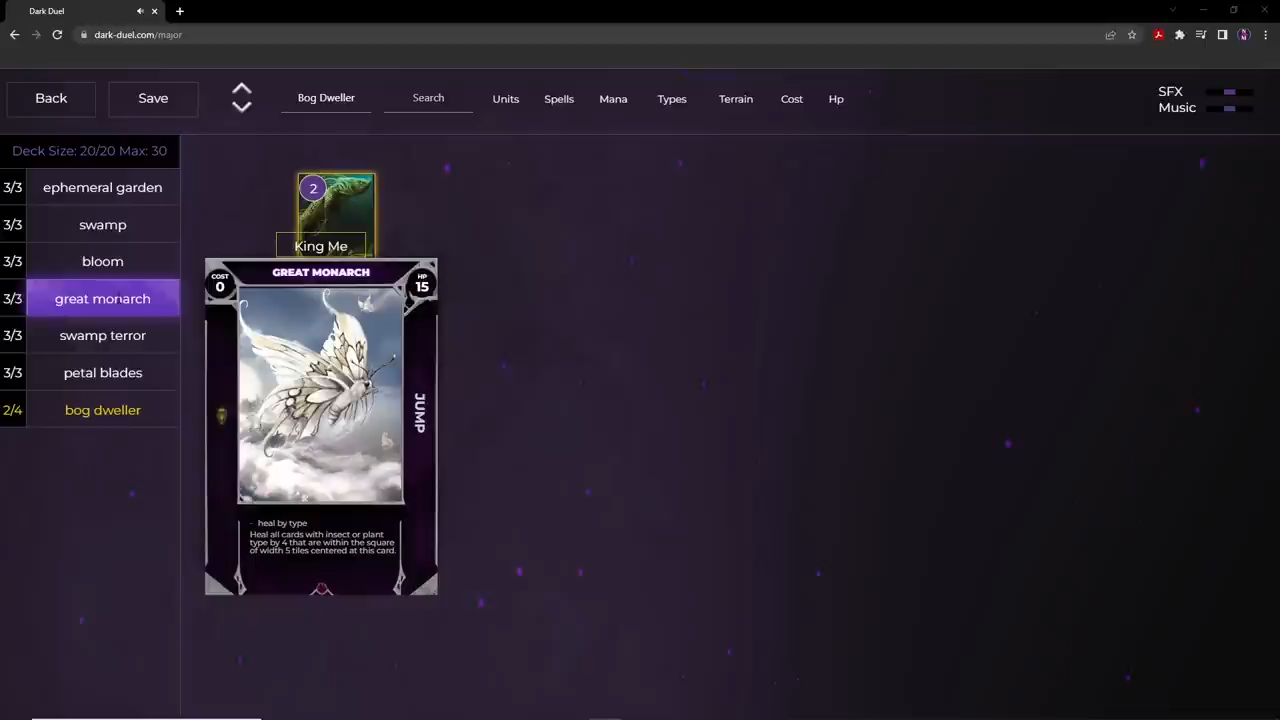 Dark Duel
dark-duel.com/major
Back
Save
Bog Dweller
Search
Units
Spells
Mana
Types
Terrain
Cost
Hp
SFX
Music
Deck Size: 20/20 Max: 30
3/3 ephemeral garden
3/3 swamp
3/3 bloom
3/3 great monarch
3/3 swamp terror
3/3 petal blades
2/4 bog dweller
2
King Me
COST
0
GREAT MONARCH
HP
15
JUMP
- heal by type
Heal all cards with insect or plant
type by 4 that are within the square
of width 5 tiles centered at this card.